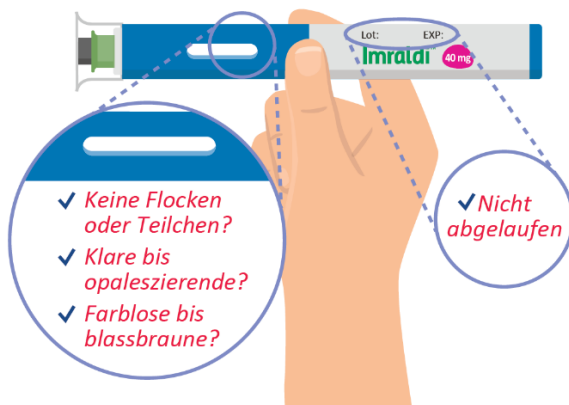 Lot: EXP:
Imraldi 40 mg
✓ Keine Flocken
oder Teilchen?
✓ Klare bis
opaleszierende?
✓ Farblose bis
blassbraune?
✓ Nicht
abgelaufen